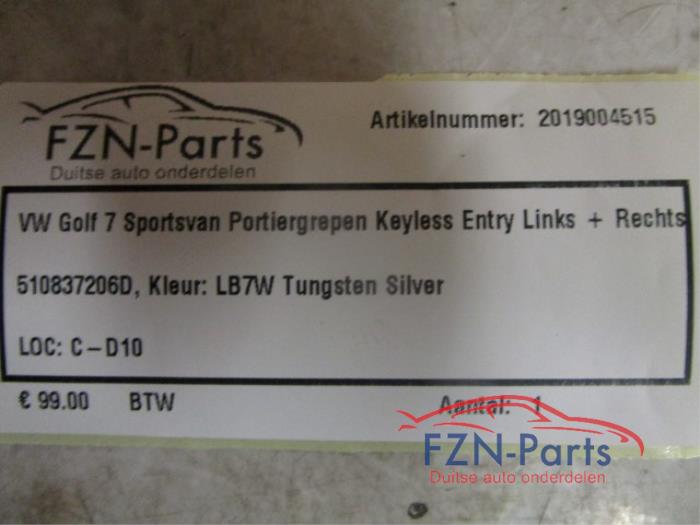 FZN-Parts
Duitse auto onderdelen
Artikelnummer: 2019004515
VW Golf 7 Sportsvan Portiergrepen Keyless Entry Links + Rechts
510837206D, Kleur: LB7W Tungsten Silver
LOC: C-D10
€ 99.00 BTW Aantal: 1
FZN-Parts
Duitse auto onderdelen